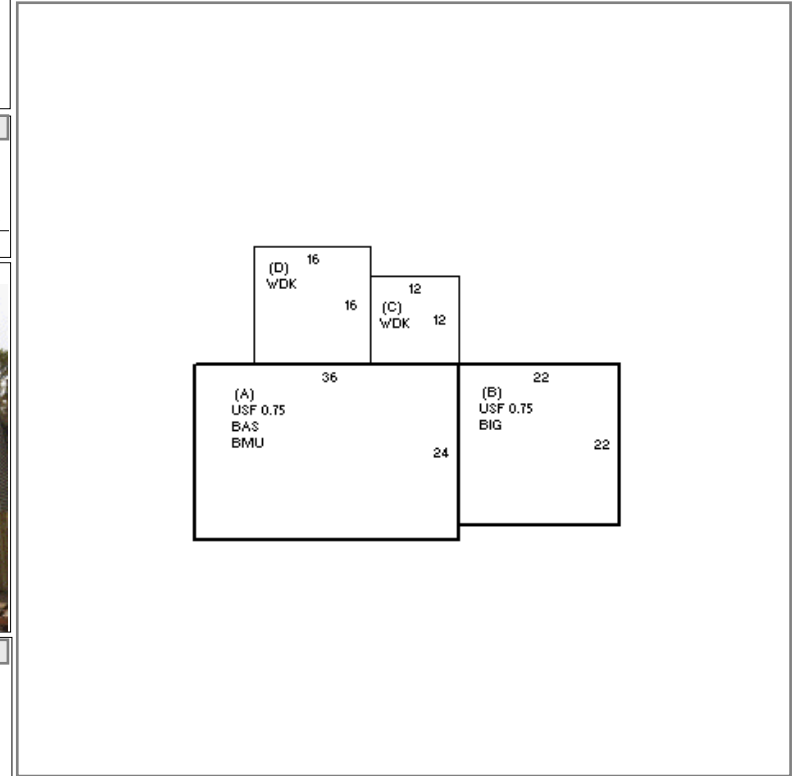 16
(D)
WDK
16
12
(C)
WDK
12
36
(A)
USF 0.75
BAS
BMU
24
22
(B)
USF 0.75
BIG
22